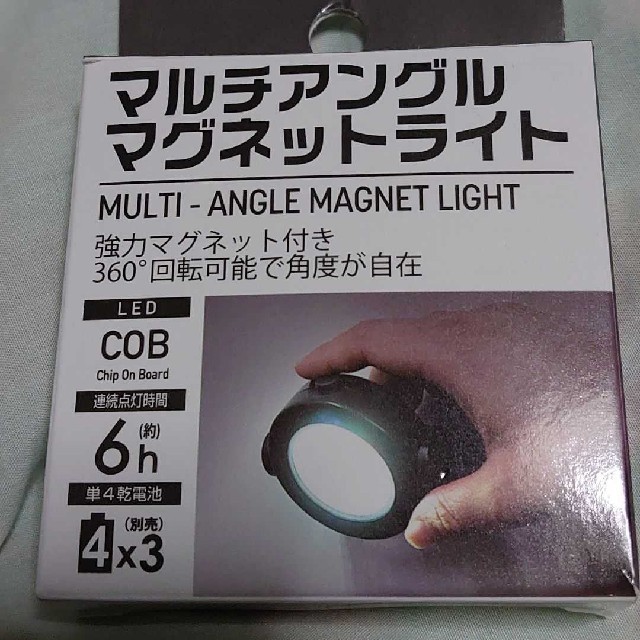 マルチアングル
マグネットライト
MULTI - ANGLE MAGNET LIGHT
強力マグネット付き
360°回転可能で角度が自在
LED
COB
Chip On Board
連続点灯時間
(約)
6h
単4乾電池
(別売)
4x3